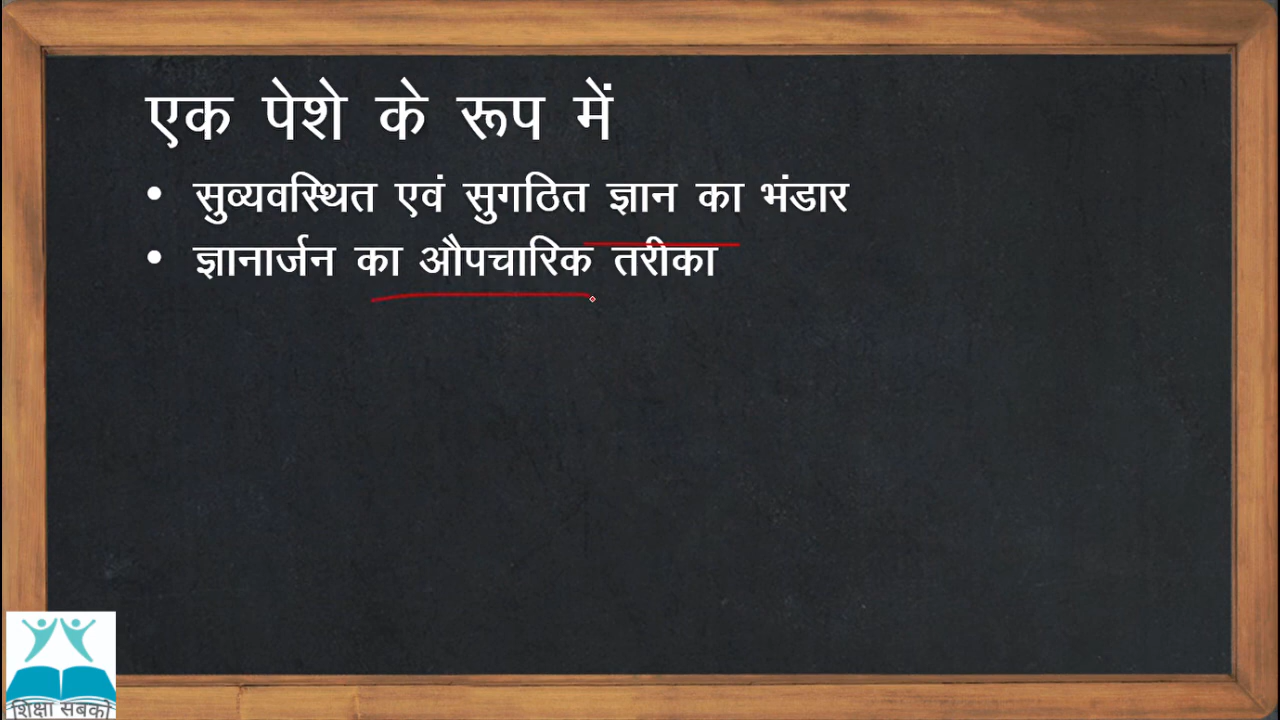 एक पेशे के रूप में
• सुव्यवस्थित एवं सुगठित ज्ञान का भंडार
• ज्ञानार्जन का औपचारिक तरीका
शिक्षा सबको